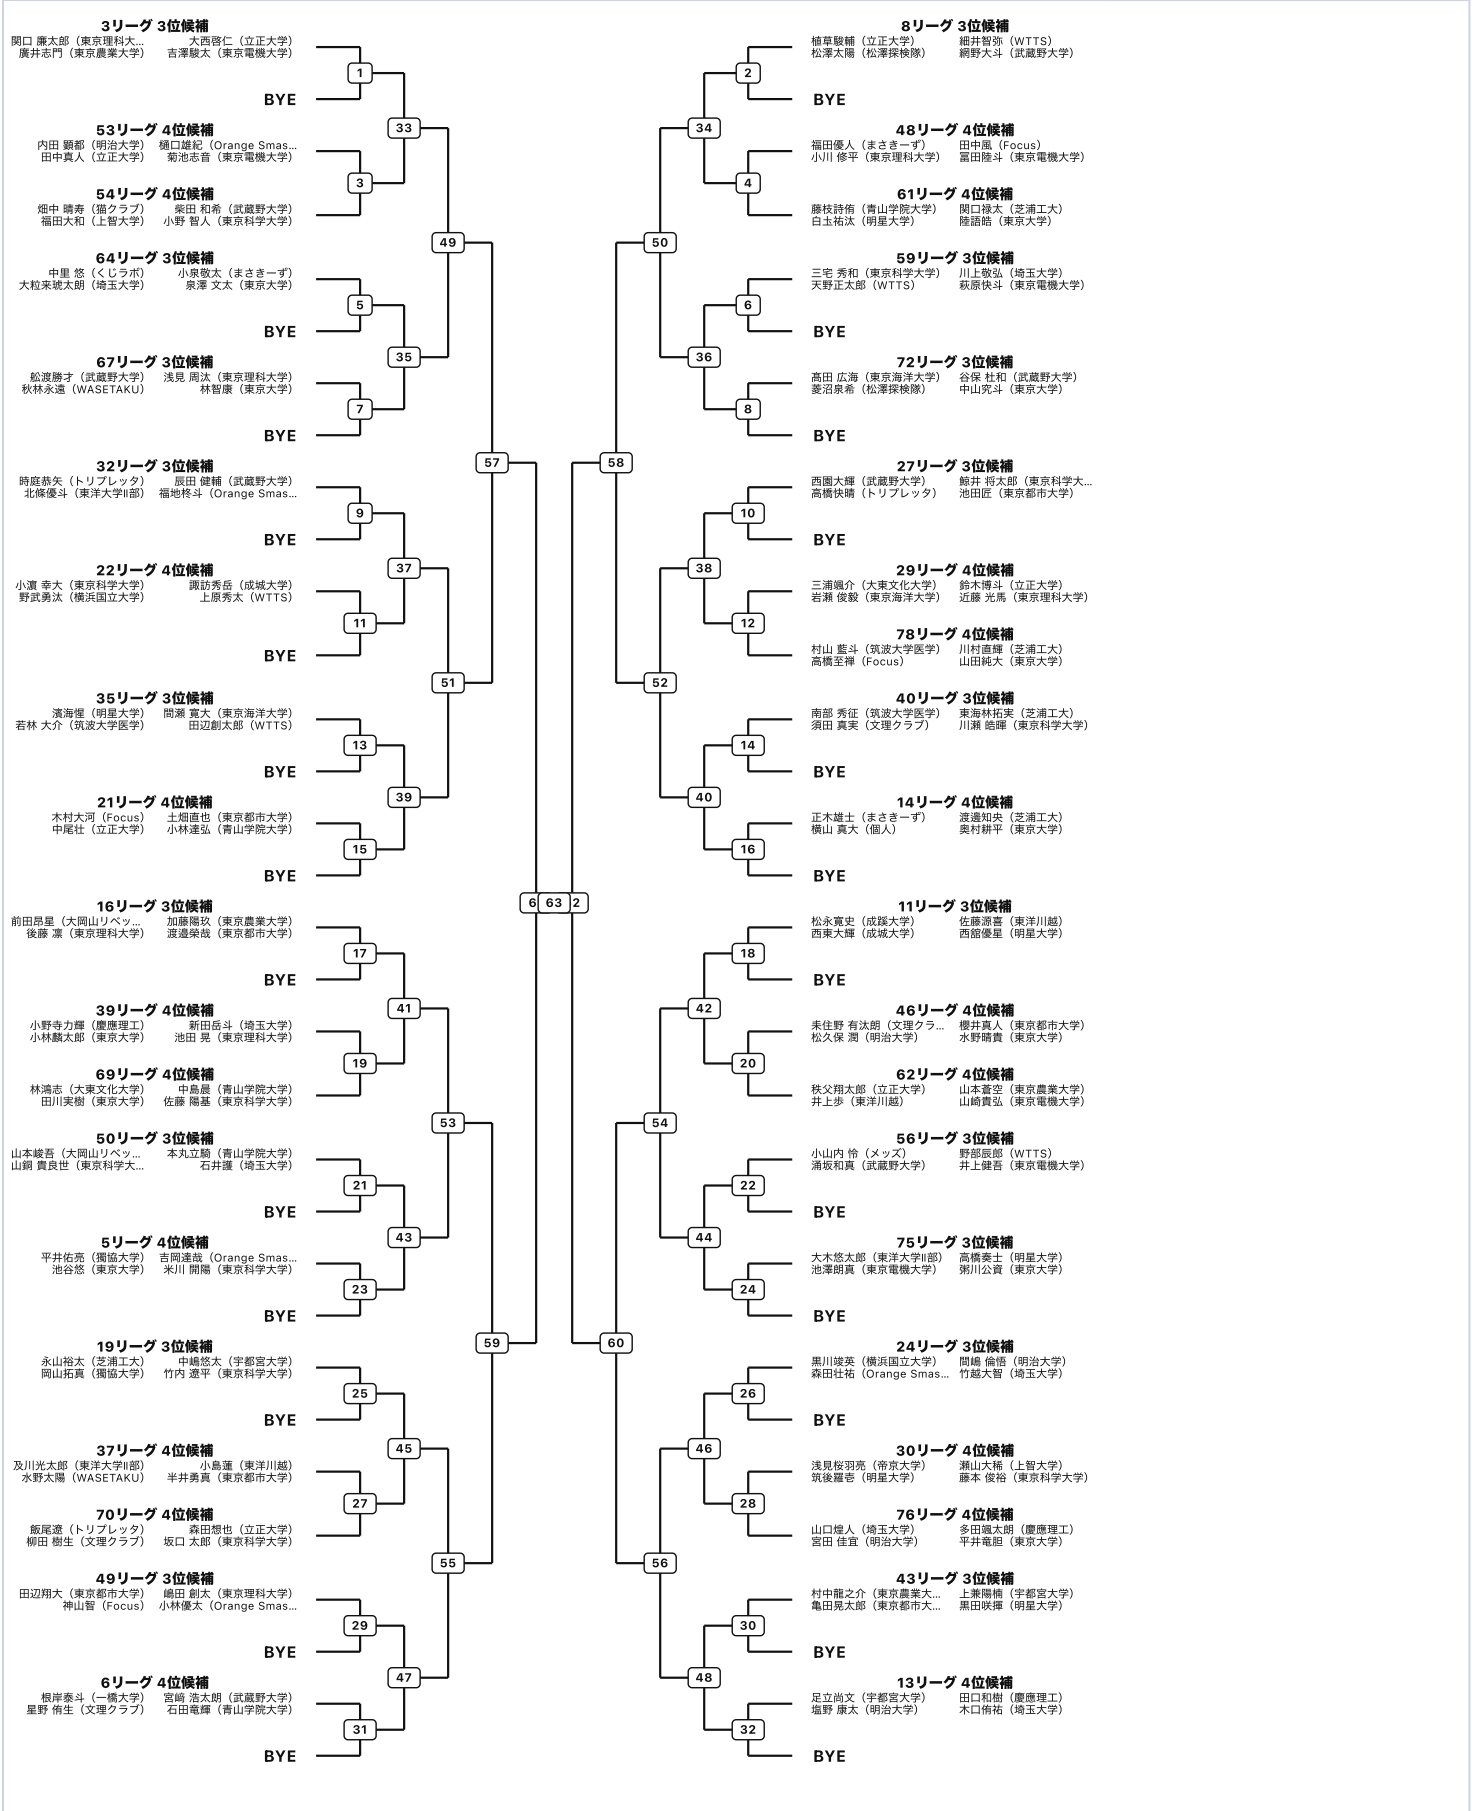 3リーグ 3位候補
関口 廉太郎（東京理科大... 大西啓仁（立正大学）
廣井志門（東京農業大学） 吉澤駿太（東京電機大学）
1
BYE
33
53リーグ 4位候補
内田 顕都（明治大学） 樋口雄紀（Orange Smas...
田中真人（立正大学） 菊池志音（東京電機大学）
3
54リーグ 4位候補
畑中 晴寿（猫クラブ） 柴田 和希（武蔵野大学）
福田大和（上智大学） 小野 智人（東京科学大学）
49
64リーグ 3位候補
中里 悠（くじラボ） 小泉敬太（まさきーず）
大粒来琥太朗（埼玉大学） 泉澤 文太（東京大学）
5
BYE
35
67リーグ 3位候補
舩渡勝才（武蔵野大学） 浅見 周汰（東京理科大学）
秋林永遠（WASETAKU） 林智康（東京大学）
7
BYE
57
32リーグ 3位候補
時庭恭矢（トリプレッタ） 辰田 健輔（武蔵野大学）
北條優斗（東洋大学II部） 福地柊斗（Orange Smas...
9
BYE
37
22リーグ 4位候補
小濵 幸大（東京科学大学） 諏訪秀岳（成城大学）
野武勇汰（横浜国立大学） 上原秀太（WTTS）
11
BYE
51
35リーグ 3位候補
濱海惺（明星大学） 間瀬 寛大（東京海洋大学）
若林 大介（筑波大学医学） 田辺創太郎（WTTS）
13
BYE
39
21リーグ 4位候補
木村大河（Focus） 土畑直也（東京都市大学）
中尾壮（立正大学） 小林達弘（青山学院大学）
15
BYE
6 63 2
16リーグ 3位候補
前田昂星（大岡山リベッ... 加藤陽玖（東京農業大学）
後藤 凛（東京理科大学） 渡邉榮哉（東京都市大学）
17
BYE
41
39リーグ 4位候補
小野寺力輝（慶應理工） 新田岳斗（埼玉大学）
小林麟太郎（東京大学） 池田 晃（東京理科大学）
19
69リーグ 4位候補
林鴻志（大東文化大学） 中島晨（青山学院大学）
田川実樹（東京大学） 佐藤 陽基（東京科学大学）
53
50リーグ 3位候補
山本峻吾（大岡山リベッ... 本丸立騎（青山学院大学）
山銅 貴良世（東京科学大... 石井護（埼玉大学）
21
BYE
43
5リーグ 4位候補
平井佑亮（獨協大学） 吉岡達哉（Orange Smas...
池谷悠（東京大学） 米川 開陽（東京科学大学）
23
BYE
59
19リーグ 3位候補
永山裕太（芝浦工大） 中嶋悠太（宇都宮大学）
岡山拓真（獨協大学） 竹内 遼平（東京科学大学）
25
BYE
45
37リーグ 4位候補
及川光太郎（東洋大学II部） 小島蓮（東洋川越）
水野太陽（WASETAKU） 半井勇真（東京都市大学）
27
70リーグ 4位候補
飯尾遼（トリプレッタ） 森田想也（立正大学）
柳田 樹生（文理クラブ） 坂口 太郎（東京科学大学）
55
49リーグ 3位候補
田辺翔大（東京都市大学） 嶋田 創太（東京理科大学）
神山智（Focus） 小林優太（Orange Smas...
29
BYE
47
6リーグ 4位候補
根岸泰斗（一橋大学） 宮﨑 浩太朗（武蔵野大学）
星野 侑生（文理クラブ） 石田竜輝（青山学院大学）
31
BYE
8リーグ 3位候補
植草駿輔（立正大学） 細井智弥（WTTS）
松澤太陽（松澤探検隊） 網野大斗（武蔵野大学）
2
BYE
34
48リーグ 4位候補
福田優人（まさきーず） 田中風（Focus）
小川 修平（東京理科大学） 冨田陸斗（東京電機大学）
4
61リーグ 4位候補
藤枝詩侑（青山学院大学） 関口禄太（芝浦工大）
白土祐汰（明星大学） 陸語皓（東京大学）
50
59リーグ 3位候補
三宅 秀和（東京科学大学） 川上敬弘（埼玉大学）
天野正太郎（WTTS） 萩原快斗（東京電機大学）
6
BYE
36
72リーグ 3位候補
髙田 広海（東京海洋大学） 谷保 杜和（武蔵野大学）
菱沼泉希（松澤探検隊） 中山究斗（東京大学）
8
BYE
58
27リーグ 3位候補
西園大輝（武蔵野大学） 鯨井 将太郎（東京科学大...
高橋快晴（トリプレッタ） 池田匠（東京都市大学）
10
BYE
38
29リーグ 4位候補
三浦颯介（大東文化大学） 鈴木博斗（立正大学）
岩瀬 俊毅（東京海洋大学） 近藤 光馬（東京理科大学）
12
78リーグ 4位候補
村山 藍斗（筑波大学医学） 川村直輝（芝浦工大）
高橋至禅（Focus） 山田純大（東京大学）
52
40リーグ 3位候補
南部 秀征（筑波大学医学） 東海林拓実（芝浦工大）
須田 真実（文理クラブ） 川瀬 皓暉（東京科学大学）
14
BYE
40
14リーグ 4位候補
正木雄士（まさきーず） 渡邊知央（芝浦工大）
横山 真大（個人） 奥村耕平（東京大学）
16
BYE
11リーグ 3位候補
松永寛史（成蹊大学） 佐藤源喜（東洋川越）
西東大輝（成城大学） 西舘優星（明星大学）
18
BYE
42
46リーグ 4位候補
耒住野 有汰朗（文理クラ... 櫻井真人（東京都市大学）
松久保 潤（明治大学） 水野晴貴（東京大学）
20
62リーグ 4位候補
秩父翔太郎（立正大学） 山本蒼空（東京農業大学）
井上歩（東洋川越） 山崎貴弘（東京電機大学）
54
56リーグ 3位候補
小山内 怜（メッズ） 野部辰郎（WTTS）
涌坂和真（武蔵野大学） 井上健吾（東京電機大学）
22
BYE
44
75リーグ 3位候補
大木悠太郎（東洋大学II部） 高橋奏士（明星大学）
池澤朗真（東京電機大学） 粥川公資（東京大学）
24
BYE
60
24リーグ 3位候補
黒川竣英（横浜国立大学） 間嶋 倫悟（明治大学）
森田壮祐（Orange Smas... 竹越大智（埼玉大学）
26
BYE
46
30リーグ 4位候補
浅見桜羽亮（帝京大学） 瀬山大稀（上智大学）
筑後羅壱（明星大学） 藤本 俊裕（東京科学大学）
28
76リーグ 4位候補
山口煌人（埼玉大学） 多田颯太朗（慶應理工）
宮田 佳宜（明治大学） 平井竜胆（東京大学）
56
43リーグ 3位候補
村中龍之介（東京農業大... 上兼陽楠（宇都宮大学）
亀田晃太郎（東京都市大... 黒田咲揮（明星大学）
30
BYE
48
13リーグ 4位候補
足立尚文（宇都宮大学） 田口和樹（慶應理工）
塩野 康太（明治大学） 木口侑祐（埼玉大学）
32
BYE